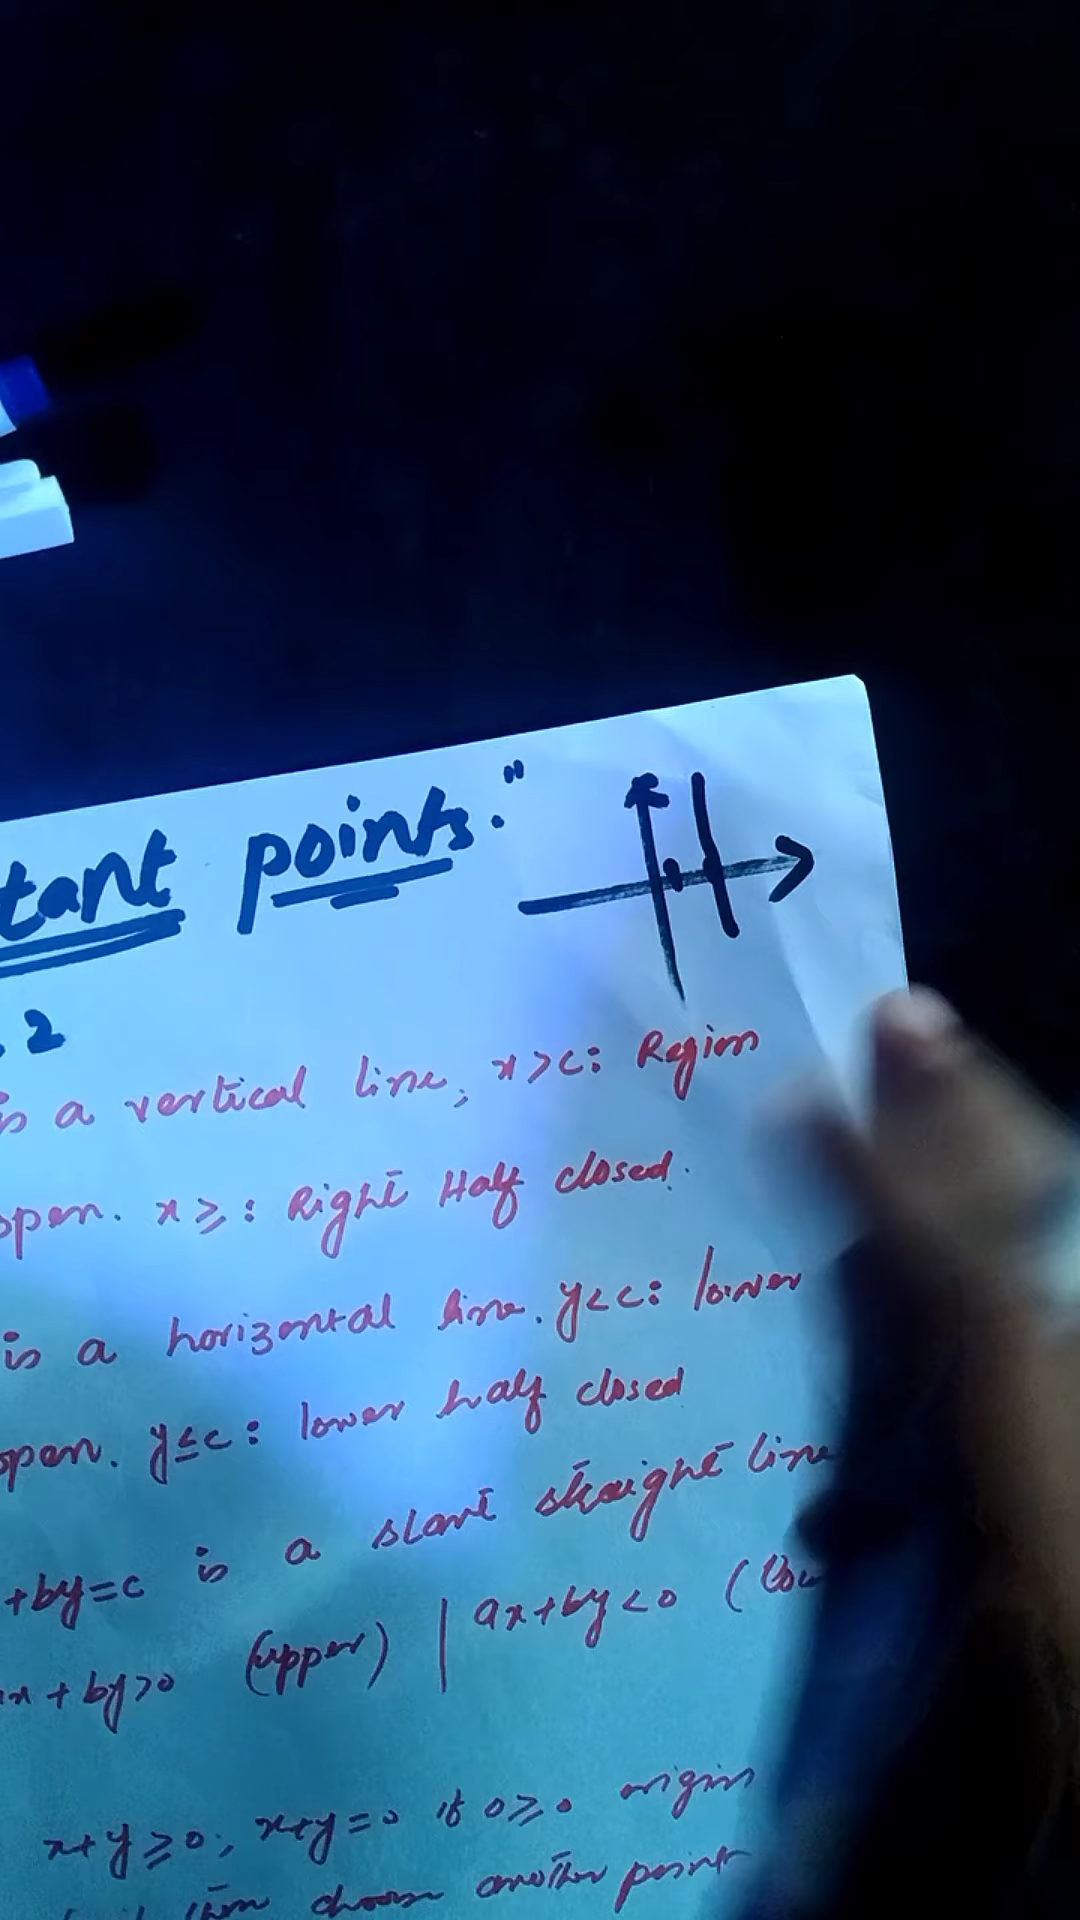 tant points."
. 2
is a vertical line, x>c: Region
open. x ≥ : Right Half closed.
is a horizontal line. y<c: lower
open. y≤c: lower half closed
+by=c is a slant straight line
x + by>0 (upper) | ax+by<0 (Low
x+y≥0, x+y=0 if 0≥0 origin
then choose another point